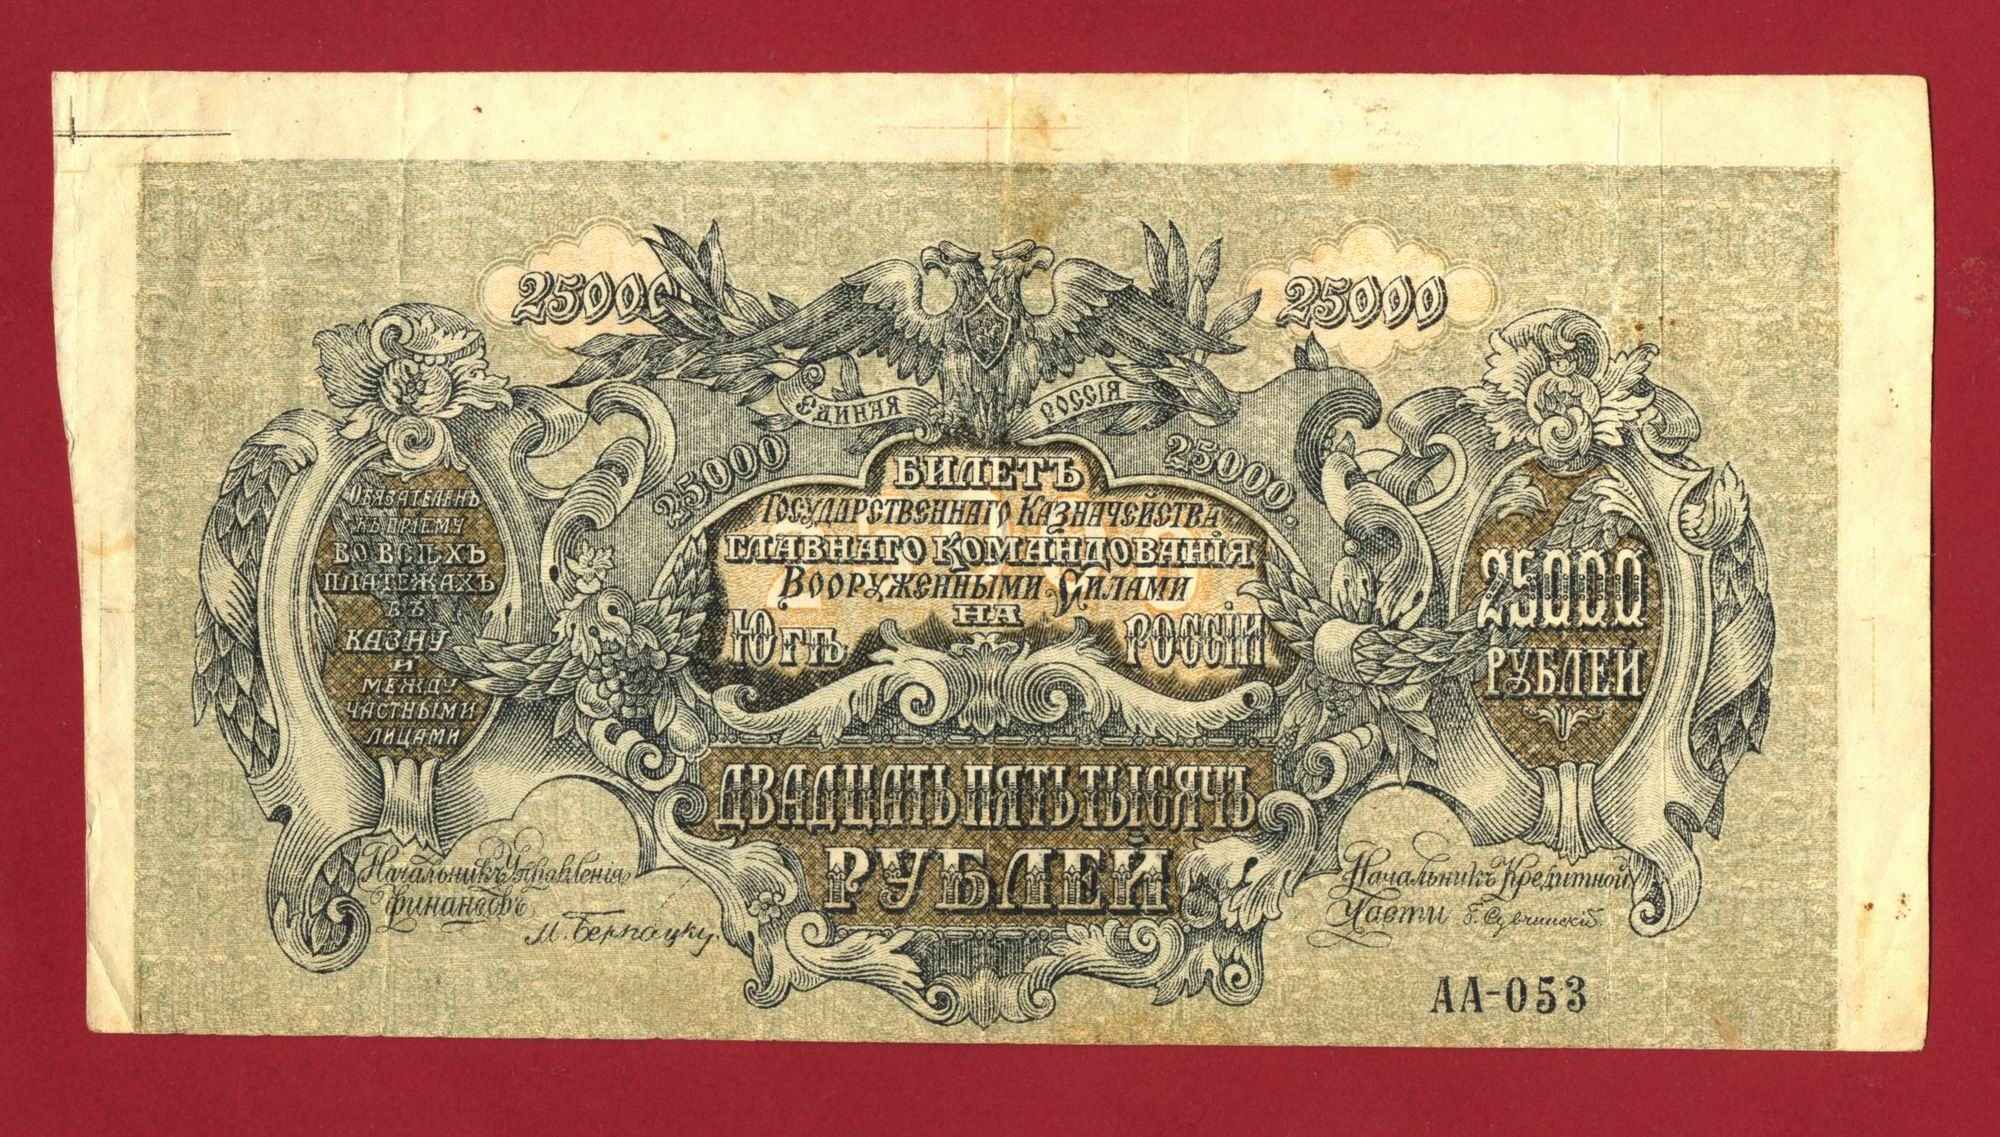 25000
25000
ЕДИНАЯ РОССІЯ
25000
25000
БИЛЕТЪ
ГОСУДАРСТВЕННАГО КАЗНАЧЕЙСТВА
ГЛАВНАГО КОМАНДОВАНІЯ
ВООРУЖЕННЫМИ СИЛАМИ
НА
ЮГѢ РОССІИ
ОБЯЗАТЕЛЕНЪ
КЪ ПРІЕМУ
ВО ВСѢХЪ
ПЛАТЕЖАХЪ
ВЪ
КАЗНУ
И
МЕЖДУ
ЧАСТНЫМИ
ЛИЦАМИ
25000
РУБЛЕЙ
ДВАДЦАТЬ ПЯТЬ ТЫСЯЧЪ
РУБЛЕЙ
Начальникъ Управленія
Финансовъ
М. Бернацкій
Начальникъ Кредитной
Части
АА-053